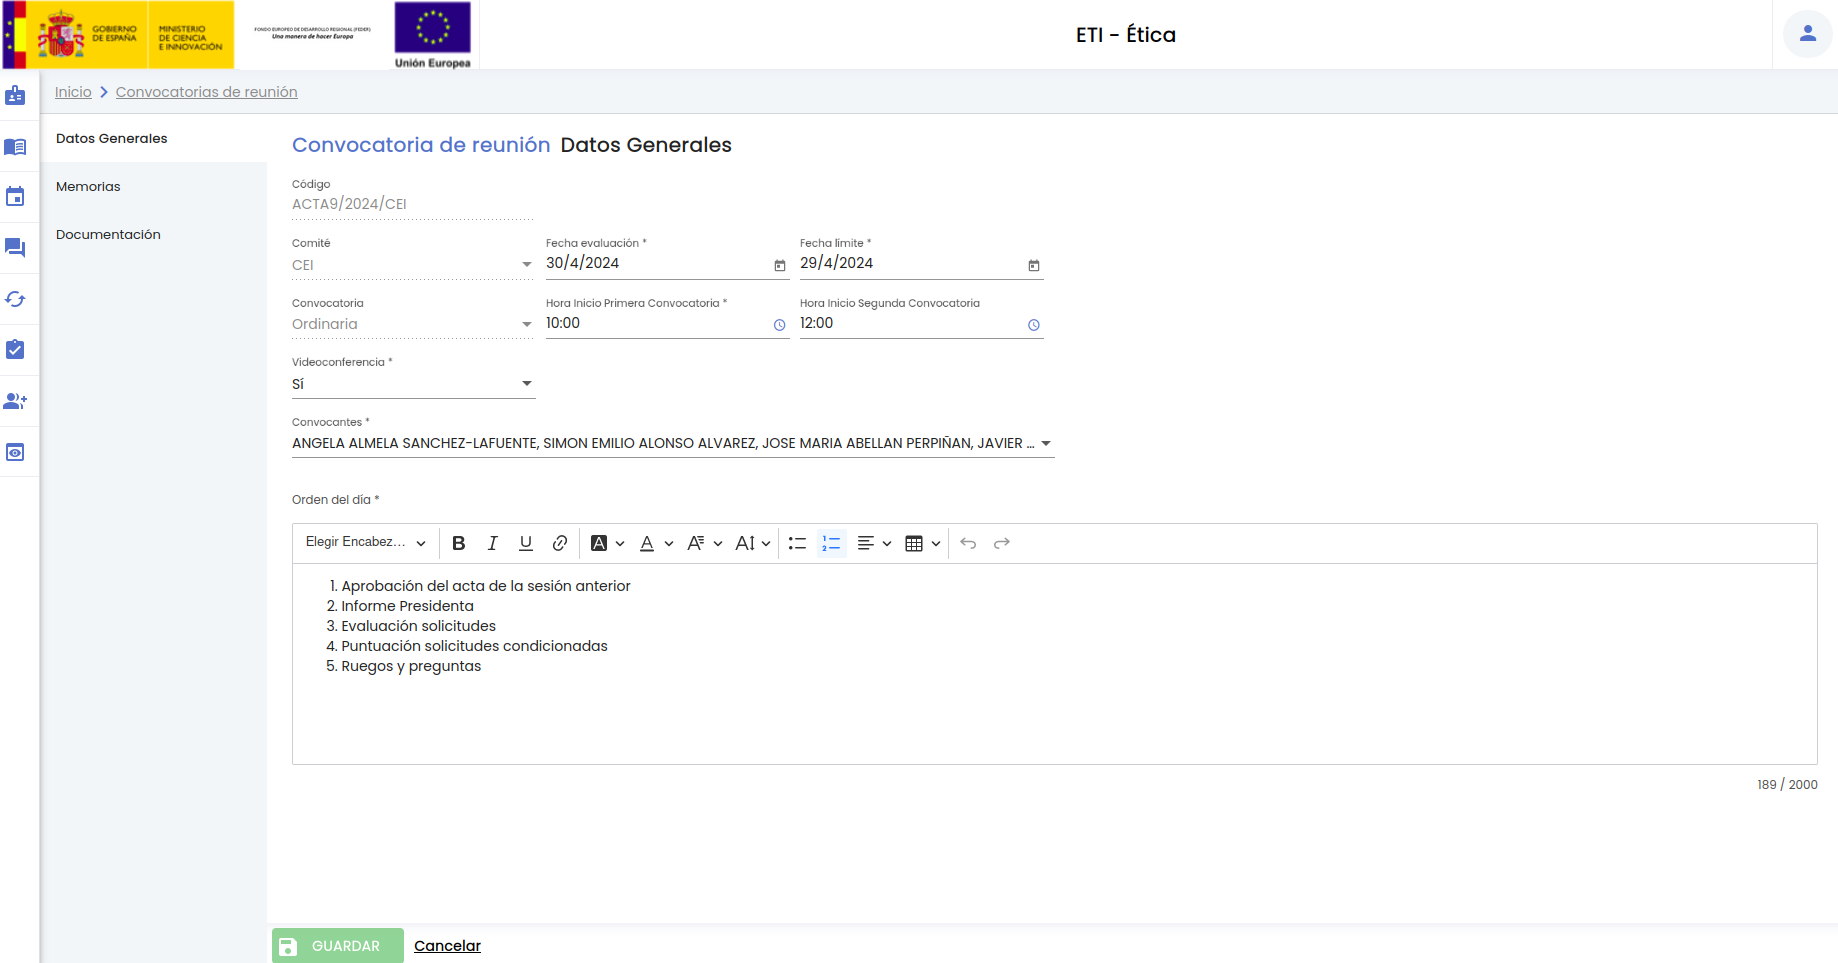 GOBIERNO
DE ESPAÑA
MINISTERIO
DE CIENCIA
E INNOVACIÓN
FONDO EUROPEO DE DESARROLLO REGIONAL (FEDER)
Una manera de hacer Europa
Unión Europea
ETI - Ética
Inicio
Convocatorias de reunión
Datos Generales
Memorias
Documentación
Convocatoria de reunión Datos Generales
Código
ACTA9/2024/CEI
Comité
CEI
Fecha evaluación *
30/4/2024
Fecha límite *
29/4/2024
Convocatoria
Ordinaria
Hora Inicio Primera Convocatoria *
10:00
Hora Inicio Segunda Convocatoria
12:00
Videoconferencia *
Sí
Convocantes *
ANGELA ALMELA SANCHEZ-LAFUENTE, SIMON EMILIO ALONSO ALVAREZ, JOSE MARIA ABELLAN PERPIÑAN, JAVIER ...
Orden del día *
Elegir Encabez...
1. Aprobación del acta de la sesión anterior
2. Informe Presidenta
3. Evaluación solicitudes
4. Puntuación solicitudes condicionadas
5. Ruegos y preguntas
189 / 2000
GUARDAR
Cancelar